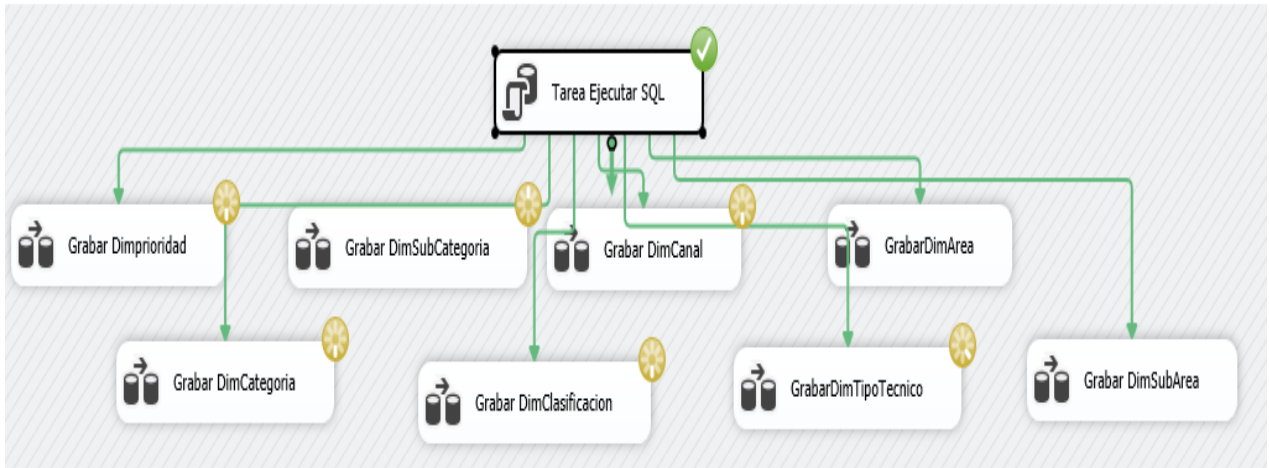 Tarea Ejecutar SQL
Grabar Dimprioridad
Grabar DimSubCategoria
Grabar DimCanal
GrabarDimArea
Grabar DimCategoria
Grabar DimClasificacion
GrabarDimTipoTecnico
Grabar DimSubArea